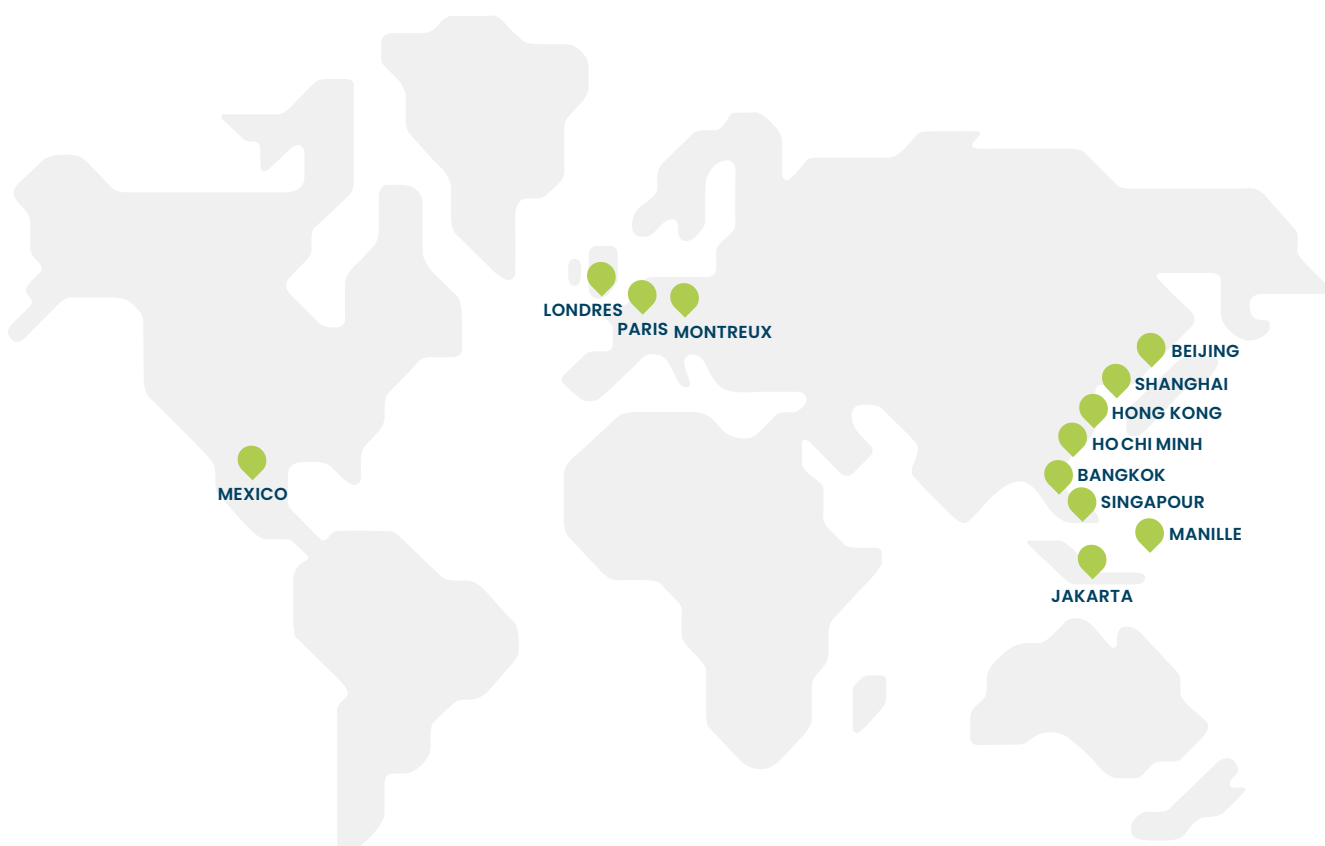 LONDRES
PARIS
MONTREUX
BEIJING
SHANGHAI
HONG KONG
HO CHI MINH
MEXICO
BANGKOK
SINGAPOUR
MANILLE
JAKARTA